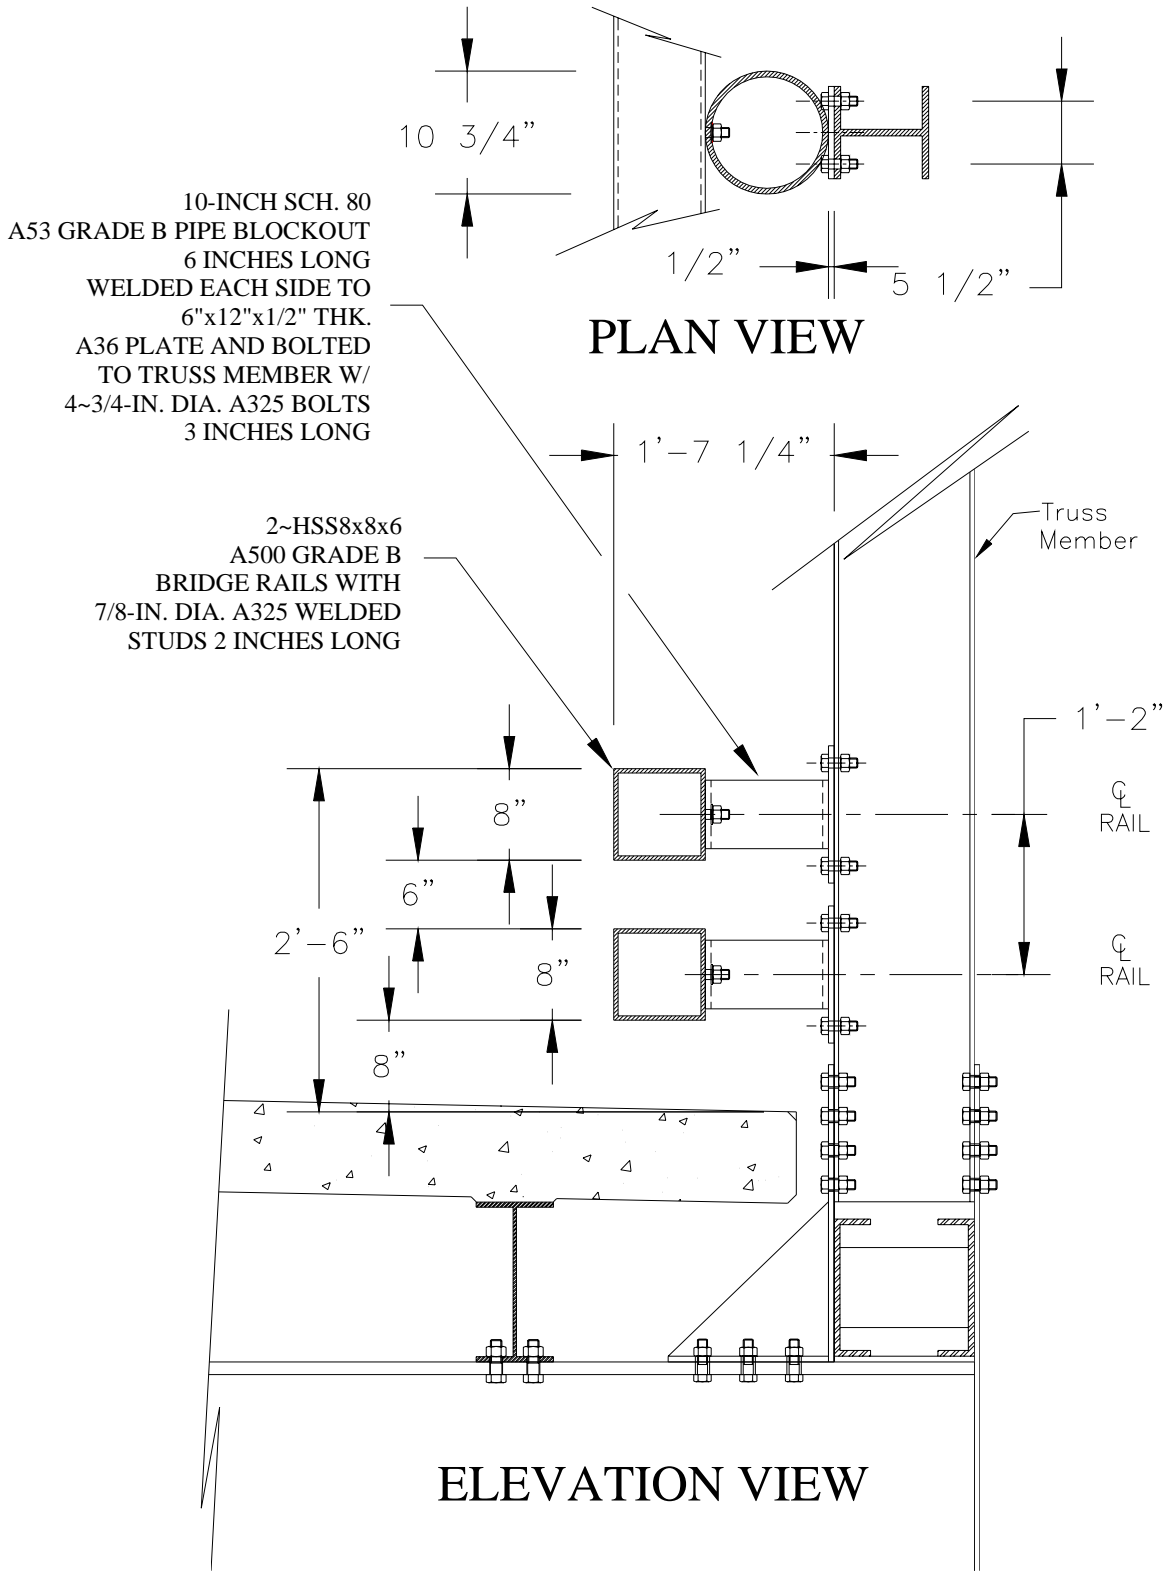 10 3/4”
10-INCH SCH. 80
A53 GRADE B PIPE BLOCKOUT
6 INCHES LONG
WELDED EACH SIDE TO
6"x12"x1/2" THK.
A36 PLATE AND BOLTED
TO TRUSS MEMBER W/
4~3/4-IN. DIA. A325 BOLTS
3 INCHES LONG
1/2”
5 1/2”
PLAN VIEW
1’-7 1/4”
Truss
Member
2~HSS8x8x6
A500 GRADE B
BRIDGE RAILS WITH
7/8-IN. DIA. A325 WELDED
STUDS 2 INCHES LONG
1’-2”
8”
℄
RAIL
6”
2’-6”
8”
℄
RAIL
8”
ELEVATION VIEW